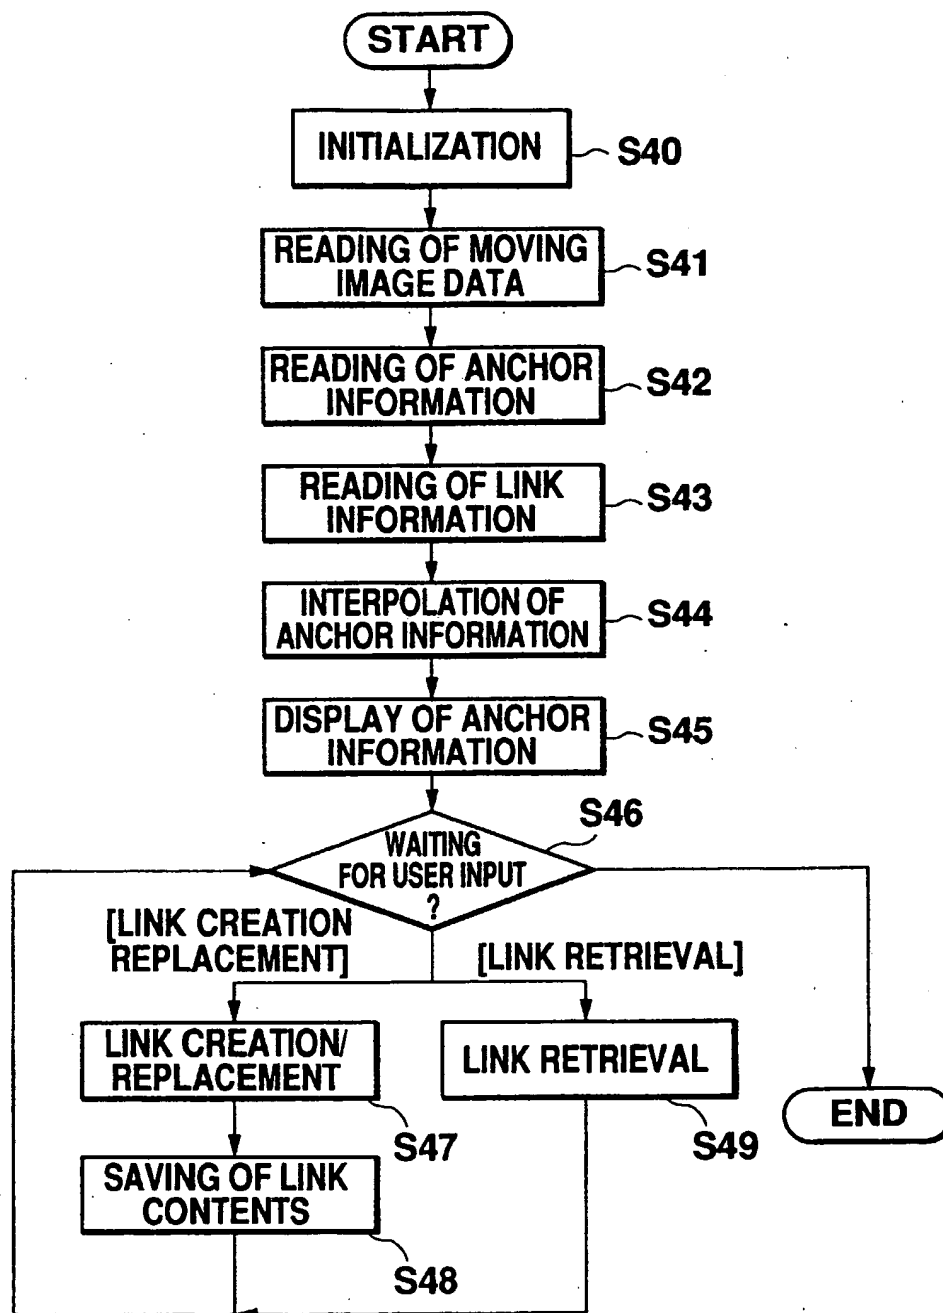 START
INITIALIZATION
S40
READING OF MOVING
IMAGE DATA
S41
READING OF ANCHOR
INFORMATION
S42
READING OF LINK
INFORMATION
S43
INTERPOLATION OF
ANCHOR INFORMATION
S44
DISPLAY OF ANCHOR
INFORMATION
S45
WAITING
FOR USER INPUT
?
S46
[LINK CREATION
REPLACEMENT]
[LINK RETRIEVAL]
LINK CREATION/
REPLACEMENT
S47
LINK RETRIEVAL
S49
END
SAVING OF LINK
CONTENTS
S48